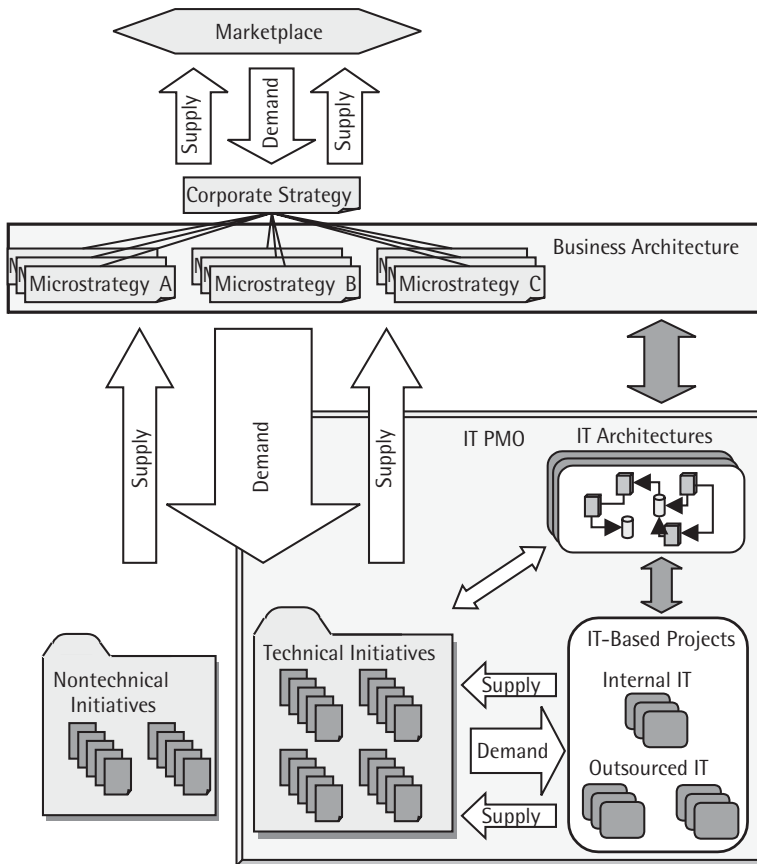 Marketplace
Supply
Demand
Supply
Corporate Strategy
Business Architecture
N
N
Microstrategy A
Microstrategy B
Microstrategy C
Supply
Demand
Supply
IT PMO
IT Architectures
Nontechnical
Initiatives
Technical Initiatives
Supply
Demand
Supply
IT-Based Projects
Internal IT
Outsourced IT